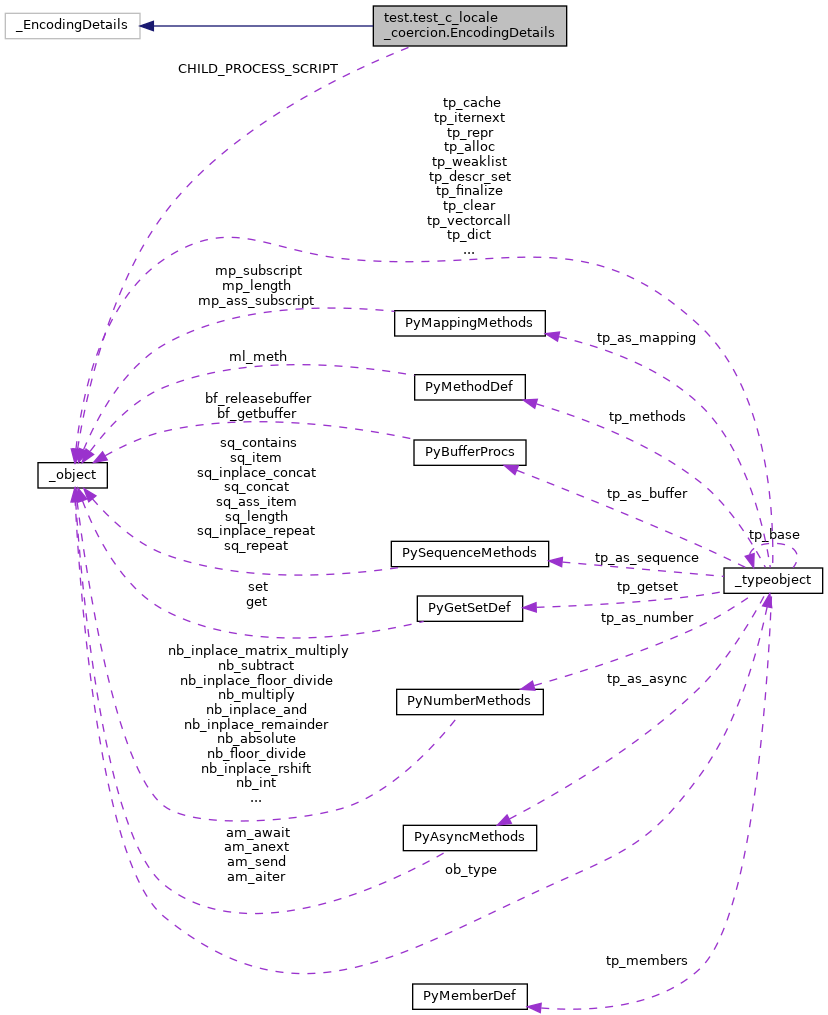 _EncodingDetails
test.test_c_locale
_coercion.EncodingDetails
CHILD_PROCESS_SCRIPT
tp_cache
tp_iternext
tp_repr
tp_alloc
tp_weaklist
tp_descr_set
tp_finalize
tp_clear
tp_vectorcall
tp_dict
...
mp_subscript
mp_length
mp_ass_subscript
PyMappingMethods
tp_as_mapping
ml_meth
PyMethodDef
tp_methods
bf_releasebuffer
bf_getbuffer
PyBufferProcs
_object
sq_contains
sq_item
sq_inplace_concat
sq_concat
sq_ass_item
sq_length
sq_inplace_repeat
sq_repeat
tp_as_buffer
tp_base
PySequenceMethods
tp_as_sequence
_typeobject
set
get
PyGetSetDef
tp_getset
tp_as_number
nb_inplace_matrix_multiply
nb_subtract
nb_inplace_floor_divide
nb_multiply
nb_inplace_and
nb_inplace_remainder
nb_absolute
nb_floor_divide
nb_inplace_rshift
nb_int
...
PyNumberMethods
tp_as_async
am_await
am_anext
am_send
am_aiter
PyAsyncMethods
ob_type
tp_members
PyMemberDef